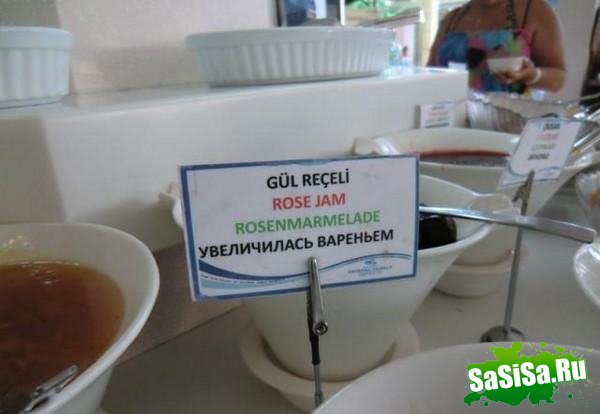 GÜL REÇELİ
ROSE JAM
ROSENMARMELADE
УВЕЛИЧИЛАСЬ ВАРЕНЬЕМ
SaSiSa.Ru